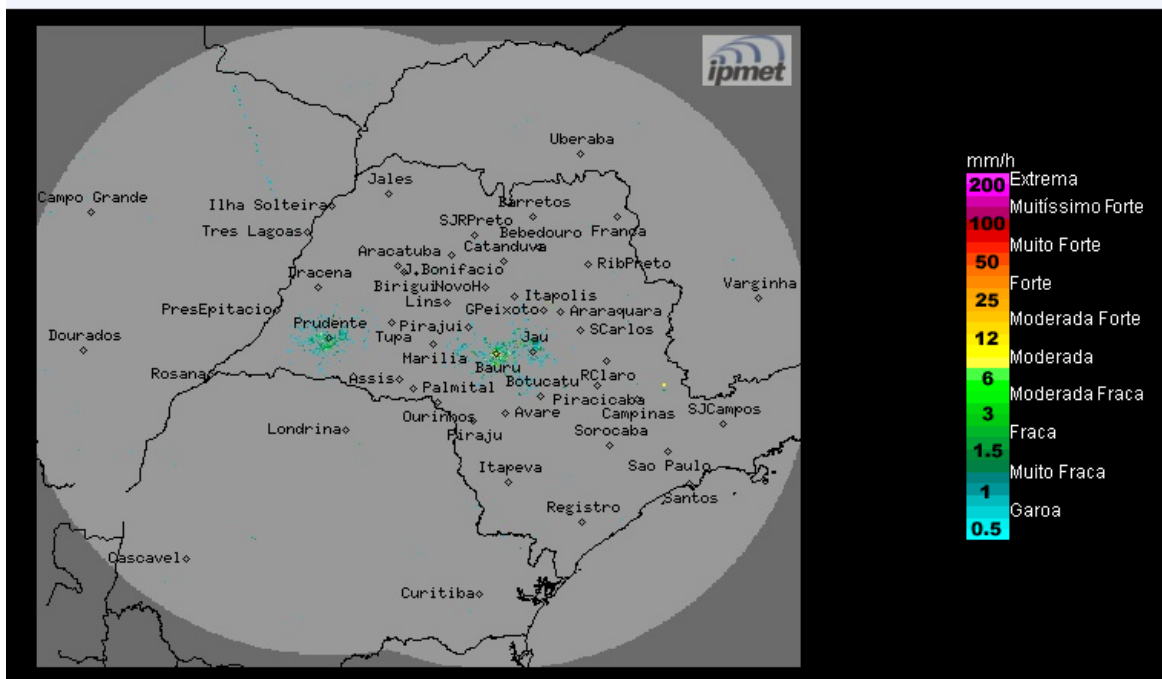 ipmet
Uberaba
Jales
Campo Grande
Ilha Solteira
Barretos
SJRPreto
Tres Lagoas
Bebedouro
Franca
Catanduva
Aracatuba
J.Bonifacio
RibPreto
Dracena
Varginha
Birigui
NovoH
Itapolis
Lins
PresEpitacio
GPeixoto
Araraquara
Prudente
Pirajui
SCarlos
Dourados
Tupa
Jau
Marilia
Bauru
RClaro
Rosana
Assis
Botucatu
Palmital
Piracicaba
Ourinhos
Avare
Campinas
SJCampos
Londrina
Piraju
Sorocaba
Itapeva
Sao Paulo
Santos
Registro
Cascavel
Curitiba
mm/h
200 Extrema
Muitíssimo Forte
100
Muito Forte
50
Forte
25
Moderada Forte
12
Moderada
6
Moderada Fraca
3
Fraca
1.5
Muito Fraca
1
Garoa
0.5